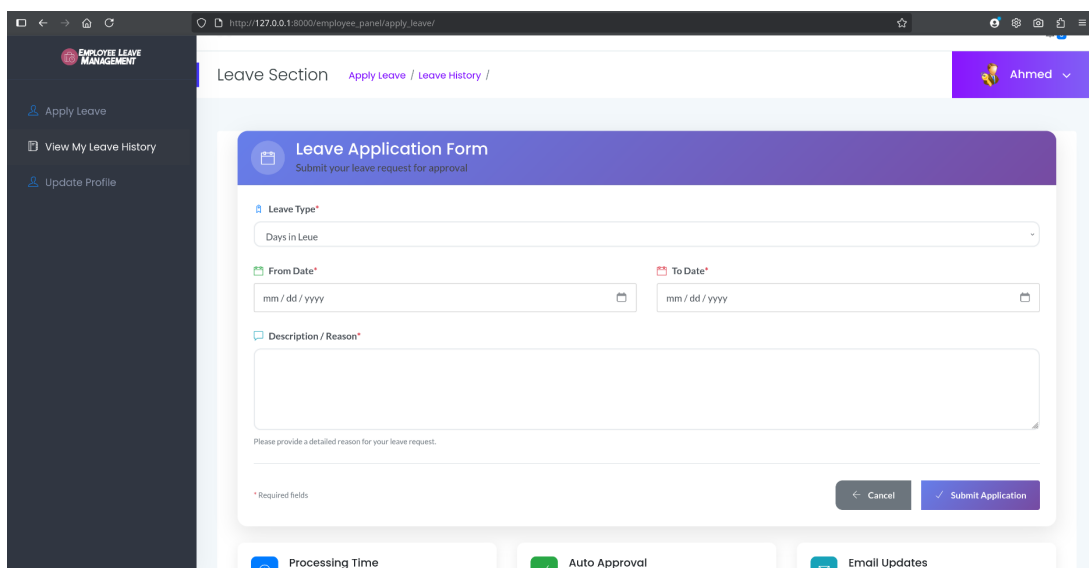 http://127.0.0.1:8000/employee_panel/apply_leave/
EMPLOYEE LEAVE
MANAGEMENT
Leave Section Apply Leave / Leave History /
Ahmed
Apply Leave
View My Leave History
Update Profile
Leave Application Form
Submit your leave request for approval
Leave Type*
Days in Leue
From Date* To Date*
mm / dd / yyyy mm / dd / yyyy
Description / Reason*
Please provide a detailed reason for your leave request.
* Required fields Cancel Submit Application
Processing Time Auto Approval Email Updates